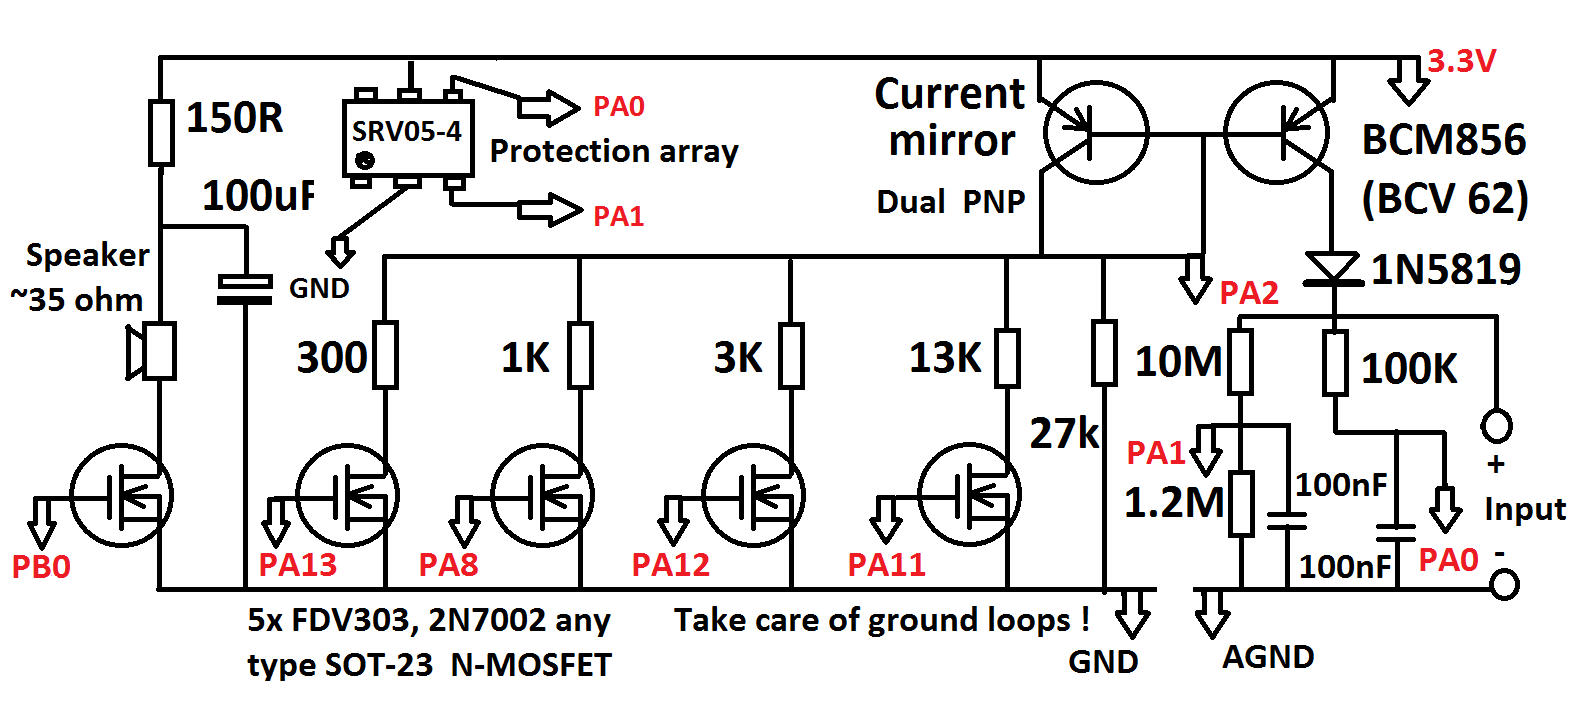 3.3V
150R
SRV05-4
PA0
Protection array
Current
mirror
BCM856
(BCV 62)
Dual PNP
100uF
PA1
Speaker
~35 ohm
GND
PA2
1N5819
300
1K
3K
13K
27k
10M
100K
PA1
1.2M
100nF
100nF
+
Input
-
PA0
PB0
PA13
PA8
PA12
PA11
5x FDV303, 2N7002 any
type SOT-23 N-MOSFET
Take care of ground loops !
GND
AGND